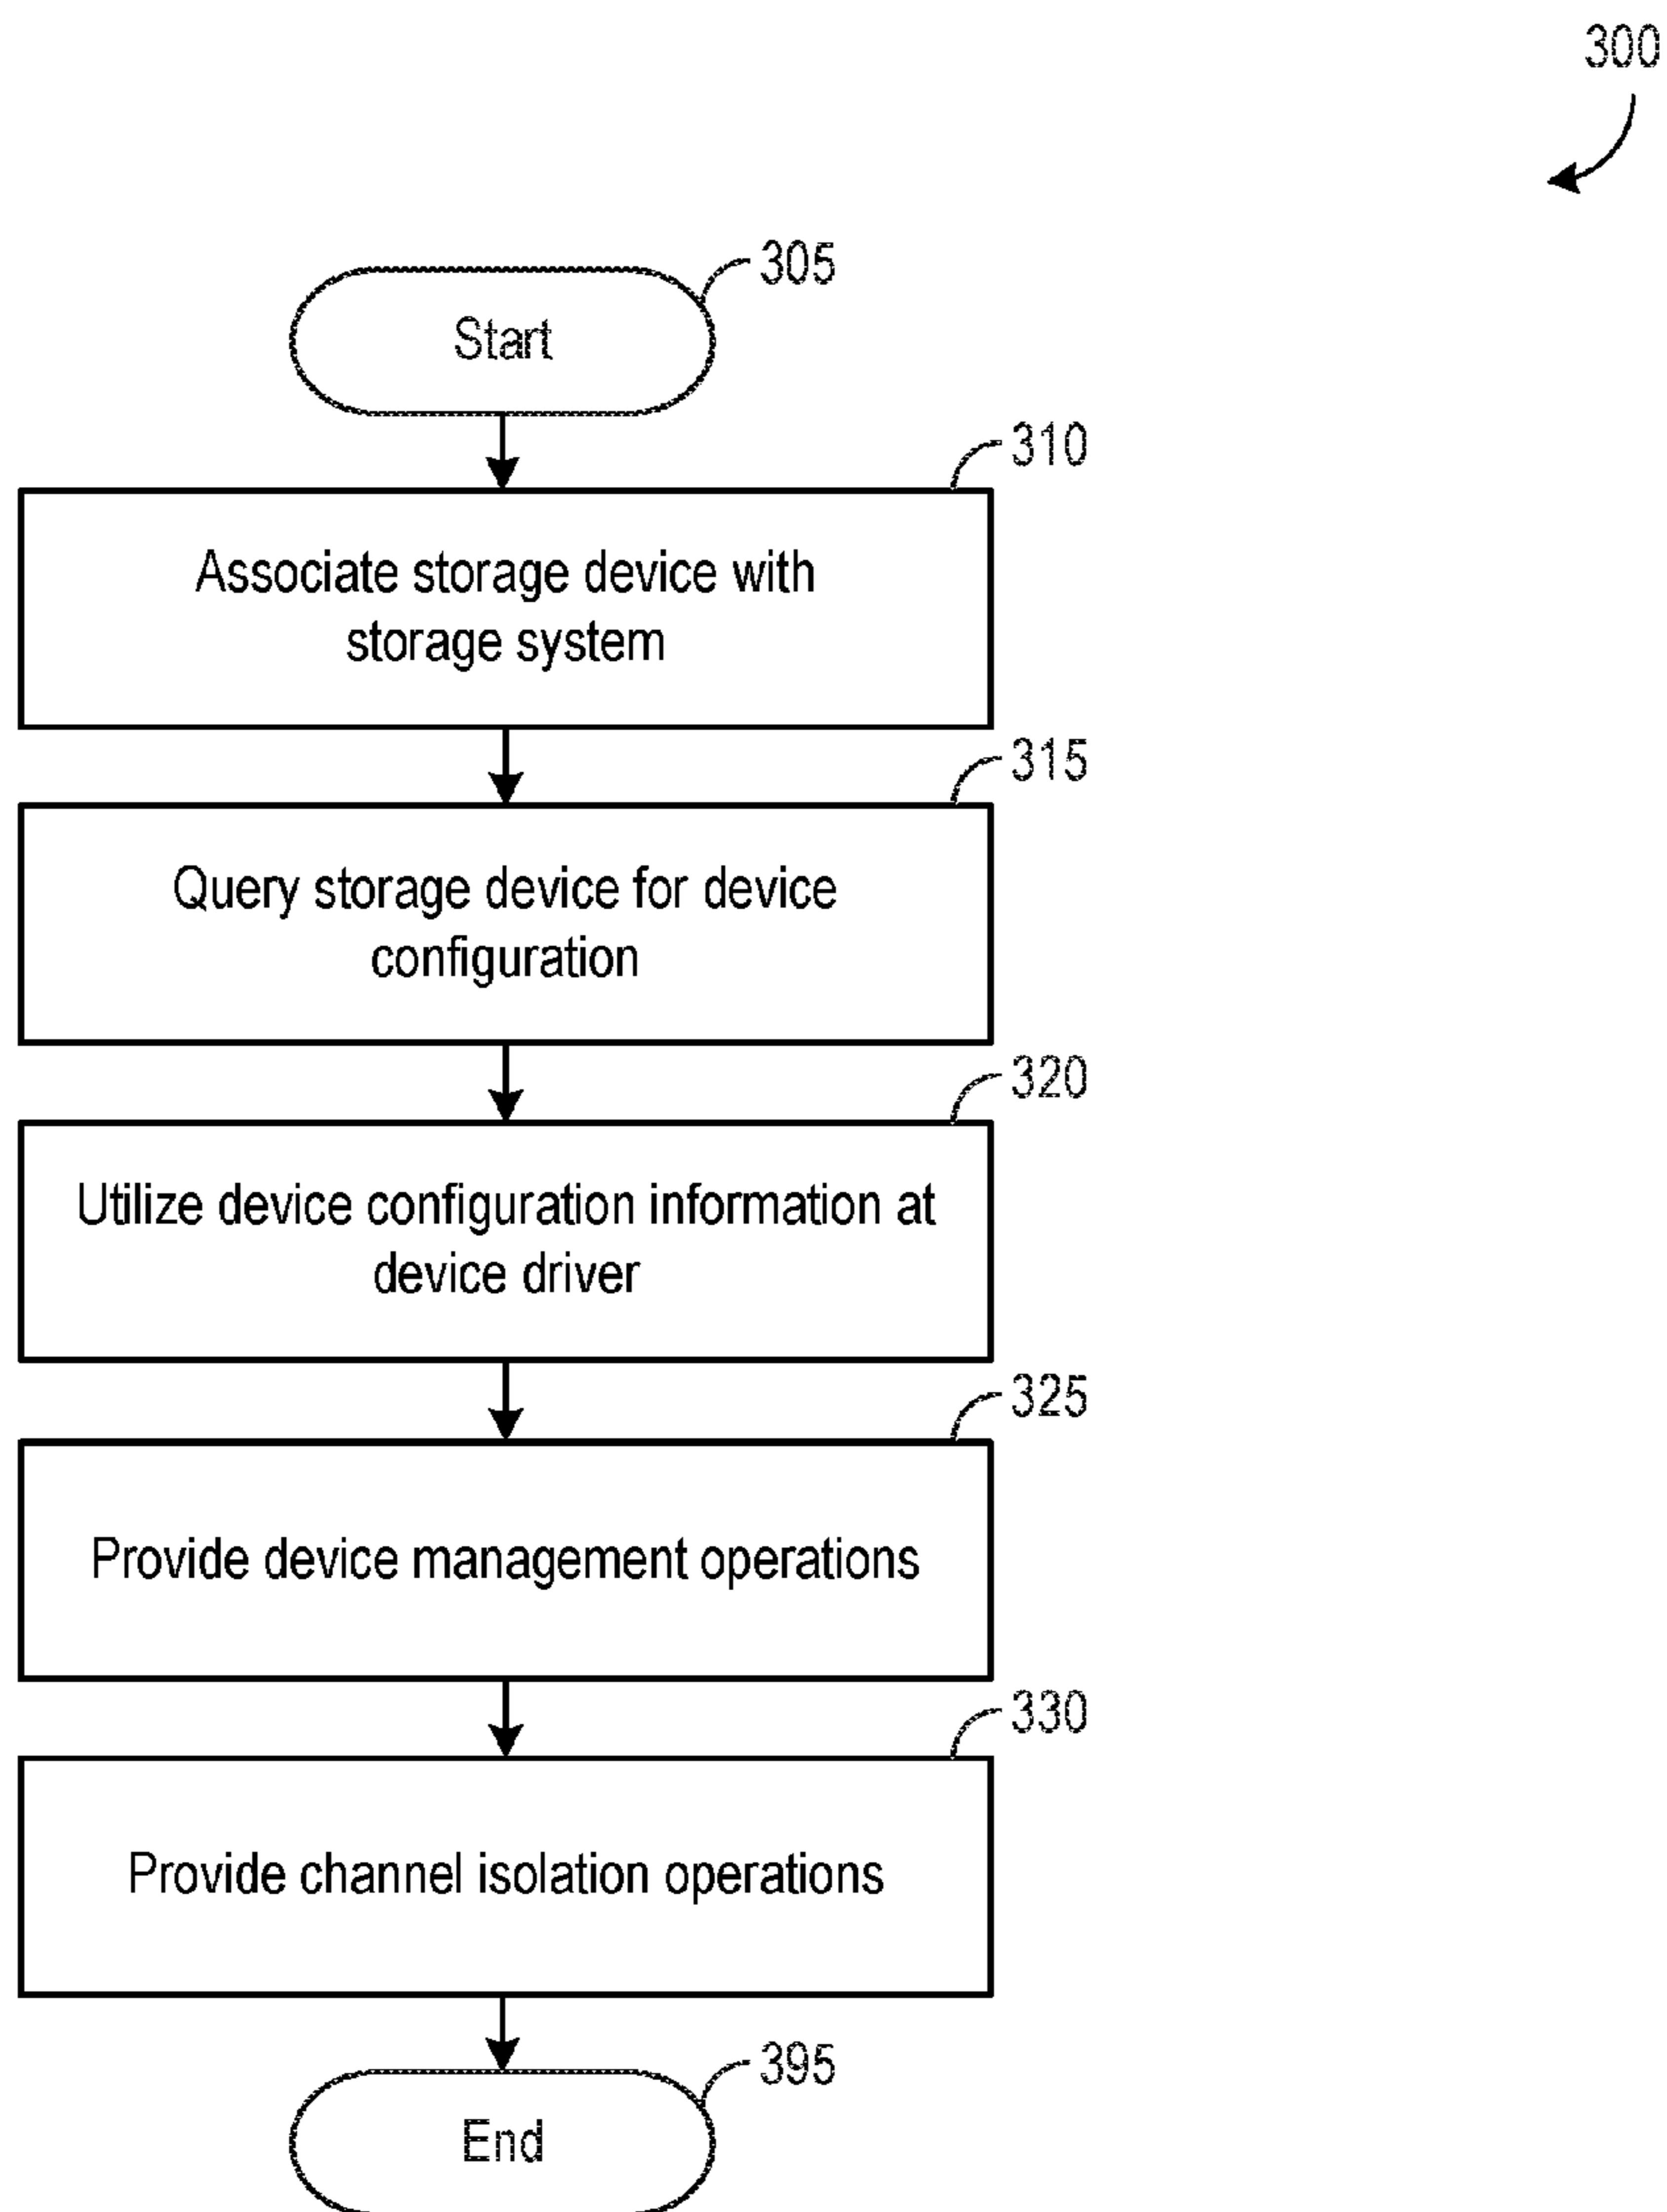 300
305
Start
310
Associate storage device with
storage system
315
Query storage device for device
configuration
320
Utilize device configuration information at
device driver
325
Provide device management operations
330
Provide channel isolation operations
395
End